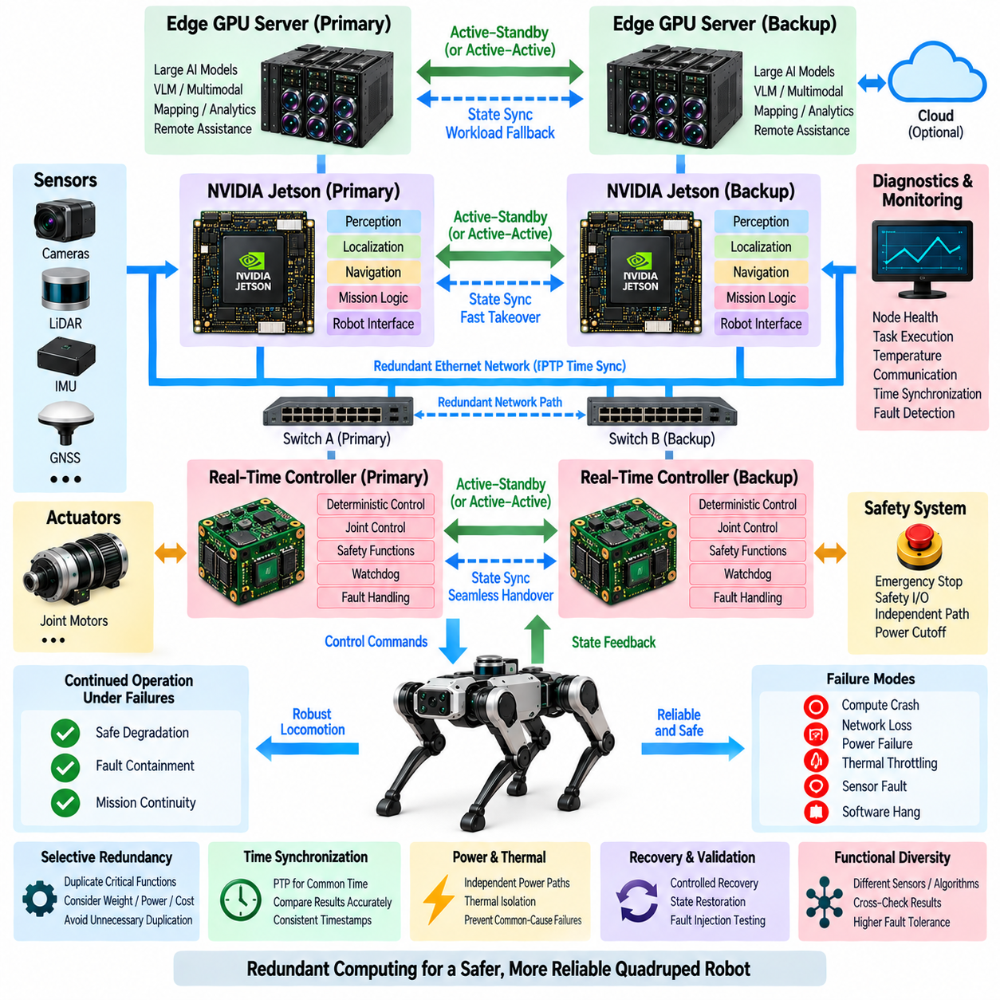 Edge GPU Server (Primary)
Large AI Models
VLM / Multimodal
Mapping / Analytics
Remote Assistance
Active-Standby
(or Active-Active)
State Sync
Workload Fallback
Edge GPU Server (Backup)
Large AI Models
VLM / Multimodal
Mapping / Analytics
Remote Assistance
Cloud
(Optional)
Sensors
Cameras
LiDAR
IMU
GNSS
NVIDIA Jetson (Primary)
NVIDIA
JETSON
Perception
Localization
Navigation
Mission Logic
Robot Interface
Active-Standby
(or Active-Active)
State Sync
Fast Takeover
NVIDIA Jetson (Backup)
NVIDIA
JETSON
Perception
Localization
Navigation
Mission Logic
Robot Interface
Diagnostics &
Monitoring
Node Health
Task Execution
Temperature
Communication
Time Synchronization
Fault Detection
Redundant Ethernet Network (PTP Time Sync)
Redundant Network Path
Switch A (Primary)
Switch B (Backup)
Actuators
Joint Motors
Real-Time Controller (Primary)
Deterministic Control
Joint Control
Safety Functions
Watchdog
Fault Handling
Active-Standby
(or Active-Active)
State Sync
Seamless Handover
Real-Time Controller (Backup)
Deterministic Control
Joint Control
Safety Functions
Watchdog
Fault Handling
Safety System
Emergency Stop
Safety I/O
Independent Path
Power Cutoff
Control Commands
State Feedback
Continued Operation
Under Failures
Safe Degradation
Fault Containment
Mission Continuity
Robust
Locomotion
Reliable
and Safe
Failure Modes
Compute Crash
Network Loss
Power Failure
Thermal Throttling
Sensor Fault
Software Hang
Selective Redundancy
Duplicate Critical Functions
Consider Weight / Power / Cost
Avoid Unnecessary Duplication
Time Synchronization
PTP for Common Time
Compare Results Accurately
Consistent Timestamps
Power & Thermal
Independent Power Paths
Thermal Isolation
Prevent Common-Cause Failures
Recovery & Validation
Controlled Recovery
State Restoration
Fault Injection Testing
Functional Diversity
Different Sensors / Algorithms
Cross-Check Results
Higher Fault Tolerance
Redundant Computing for a Safer, More Reliable Quadruped Robot